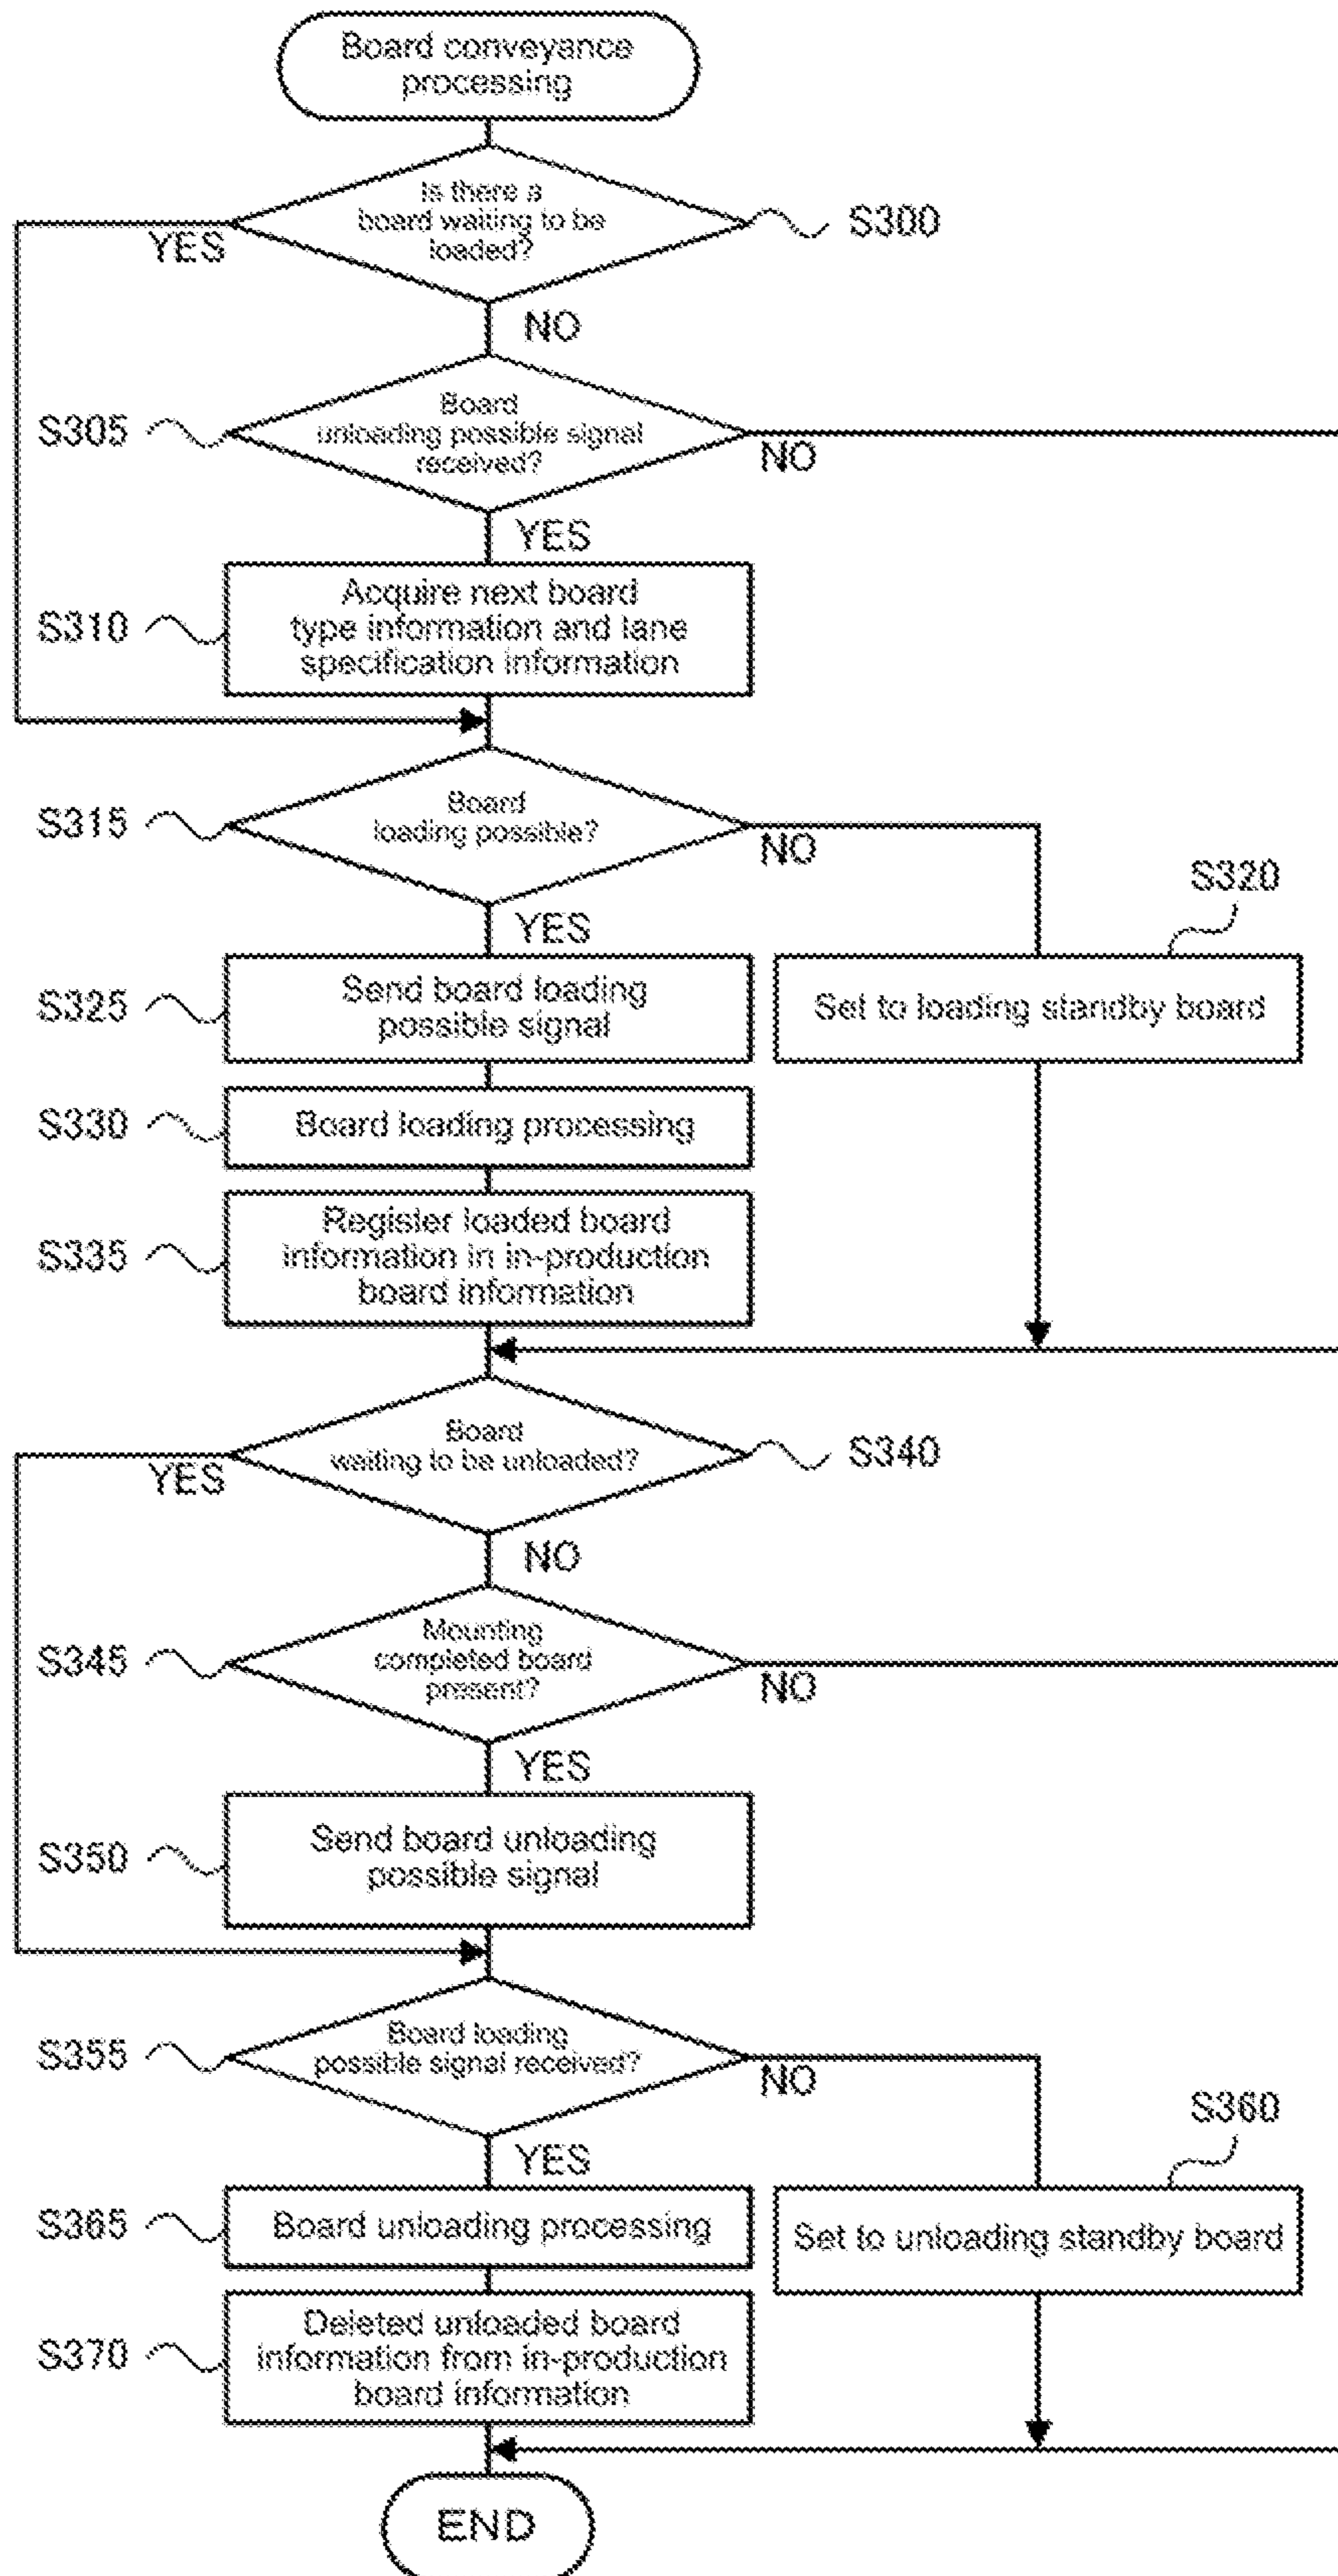 Board conveyance
processing
Is there a
board waiting to be
loaded?
S300
YES
NO
S305
Board
unloading possible signal
received?
NO
YES
S310
Acquire next board
type information and lane
specification information
S315
Board
loading possible?
NO
S320
YES
S325
Send board loading
possible signal
Set to loading standby board
S330
Board loading processing
S335
Register loaded board
information in in-production
board information
Board
waiting to be unloaded?
S340
YES
NO
S345
Mounting
completed board
present?
NO
YES
S350
Send board unloading
possible signal
S355
Board loading
possible signal received?
NO
S360
YES
S365
Board unloading processing
Set to unloading standby board
S370
Deleted unloaded board
information from in-production
board information
END